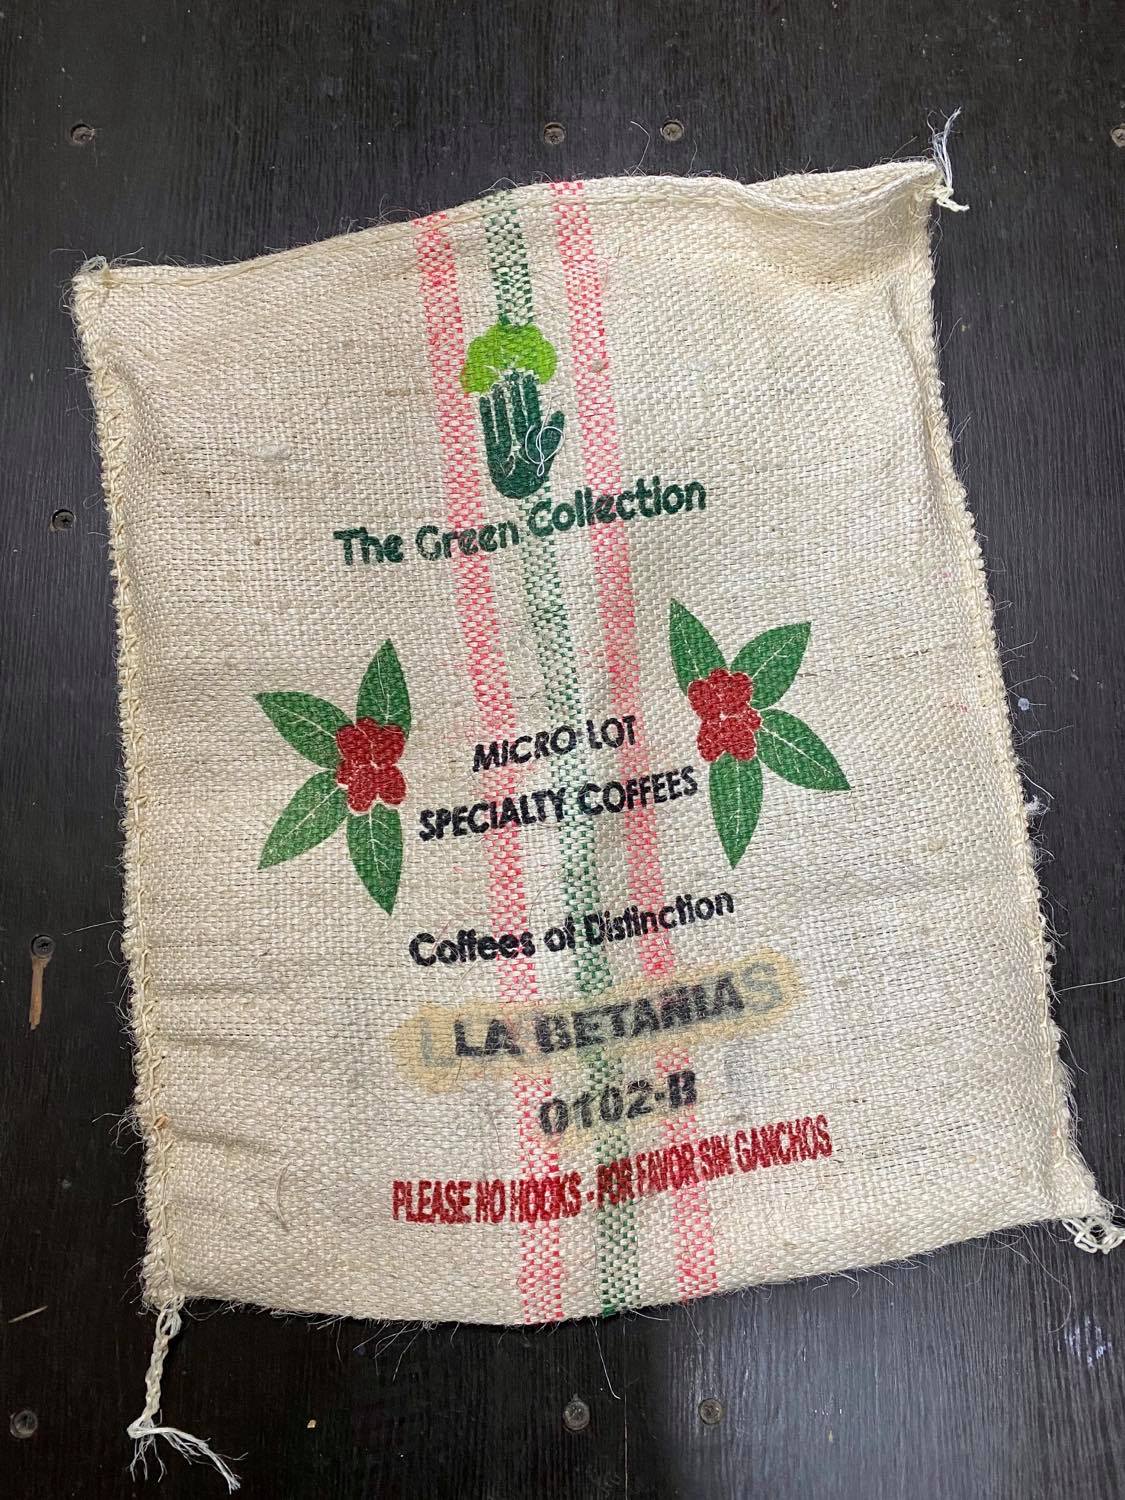 The Green Collection
MICRO-LOT
SPECIALTY COFFEES
Coffees of Distinction
LA BETANIA
0102-B
PLEASE NO HOOKS - POR FAVOR SIN GANCHOS